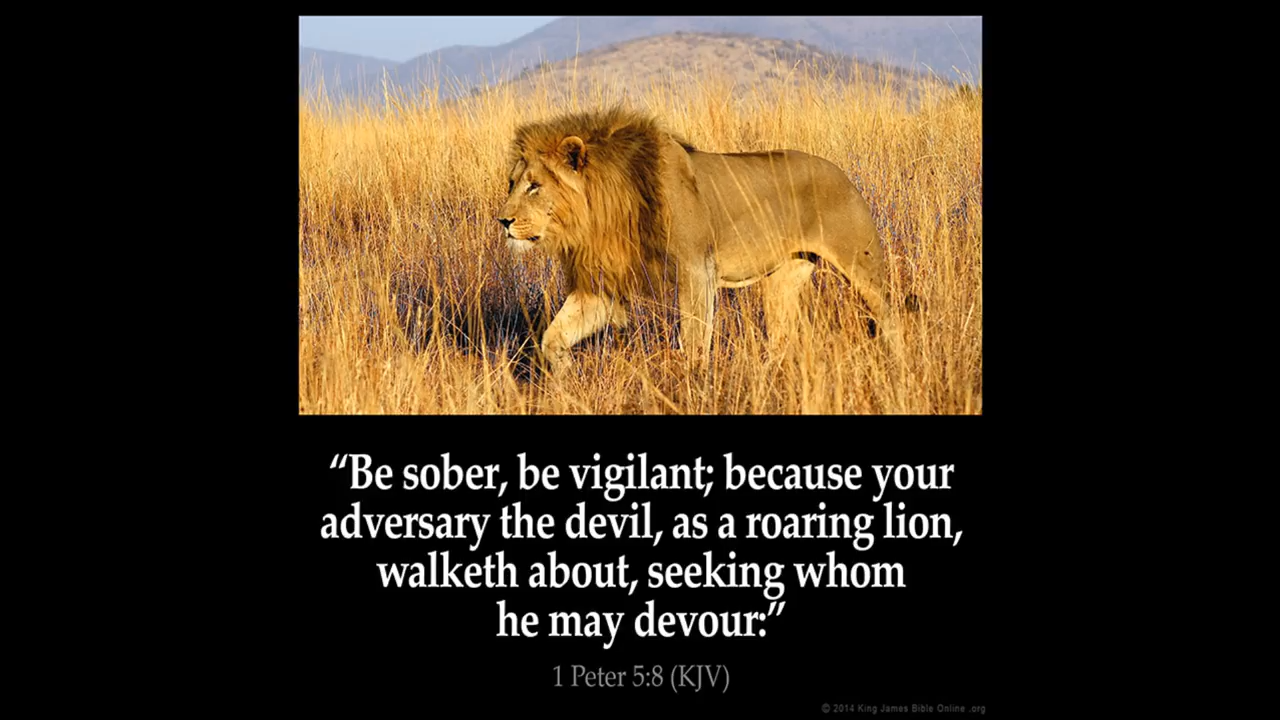 “Be sober, be vigilant; because your
adversary the devil, as a roaring lion,
walketh about, seeking whom
he may devour:”
1 Peter 5:8 (KJV)
© 2014 King James Bible Online .org